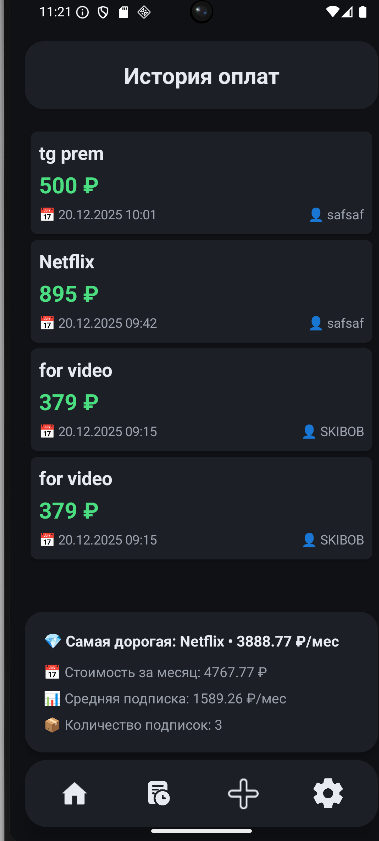 11:21
История оплат
tg prem
500 ₽
20.12.2025 10:01
safsaf
Netflix
895 ₽
20.12.2025 09:42
safsaf
for video
379 ₽
20.12.2025 09:15
SKIBOB
for video
379 ₽
20.12.2025 09:15
SKIBOB
Самая дорогая: Netflix • 3888.77 ₽/мес
Стоимость за месяц: 4767.77 ₽
Средняя подписка: 1589.26 ₽/мес
Количество подписок: 3